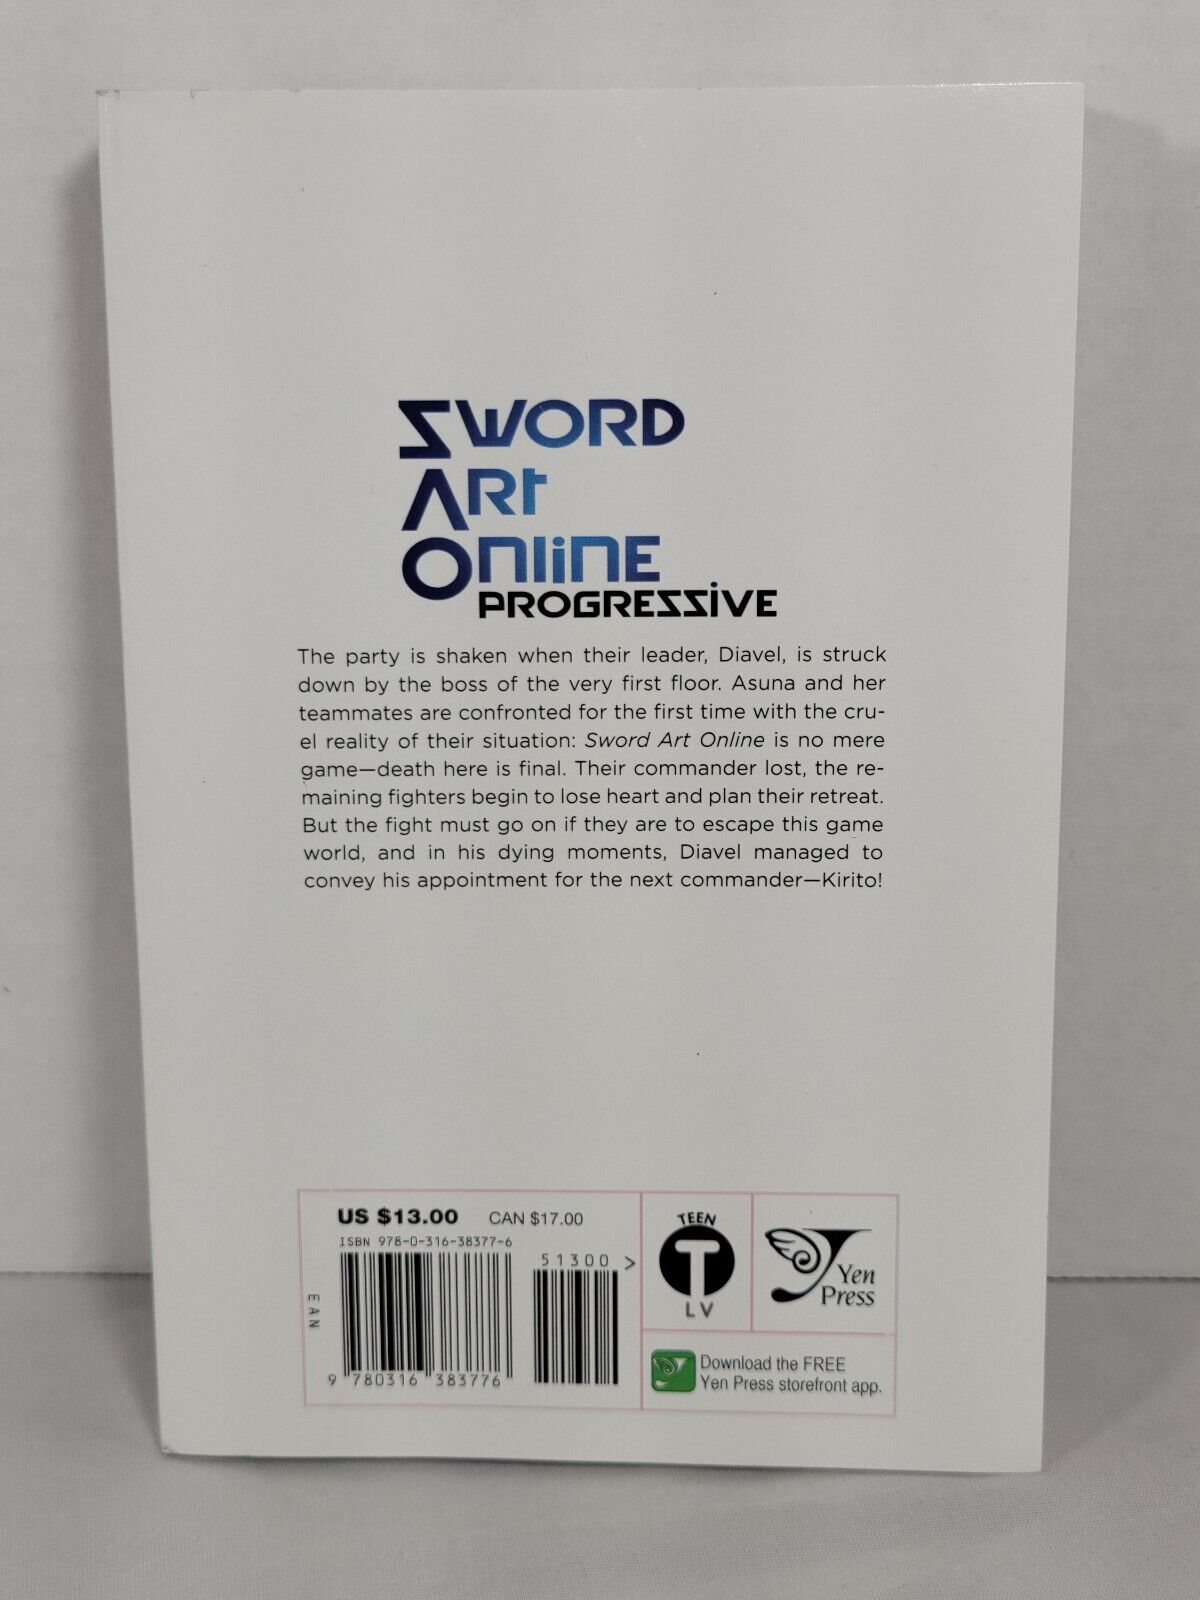 SWORD
ART
ONLINE
PROGRESSIVE
The party is shaken when their leader, Diavel, is struck
down by the boss of the very first floor. Asuna and her
teammates are confronted for the first time with the cru-
el reality of their situation: Sword Art Online is no mere
game—death here is final. Their commander lost, the re-
maining fighters begin to lose heart and plan their retreat.
But the fight must go on if they are to escape this game
world, and in his dying moments, Diavel managed to
convey his appointment for the next commander—Kirito!
US $13.00 CAN $17.00
ISBN 978-0-316-38377-6
51300 >
EAN
9 780316 383776
TEEN
T
LV
Yen
Press
Download the FREE
Yen Press storefront app.